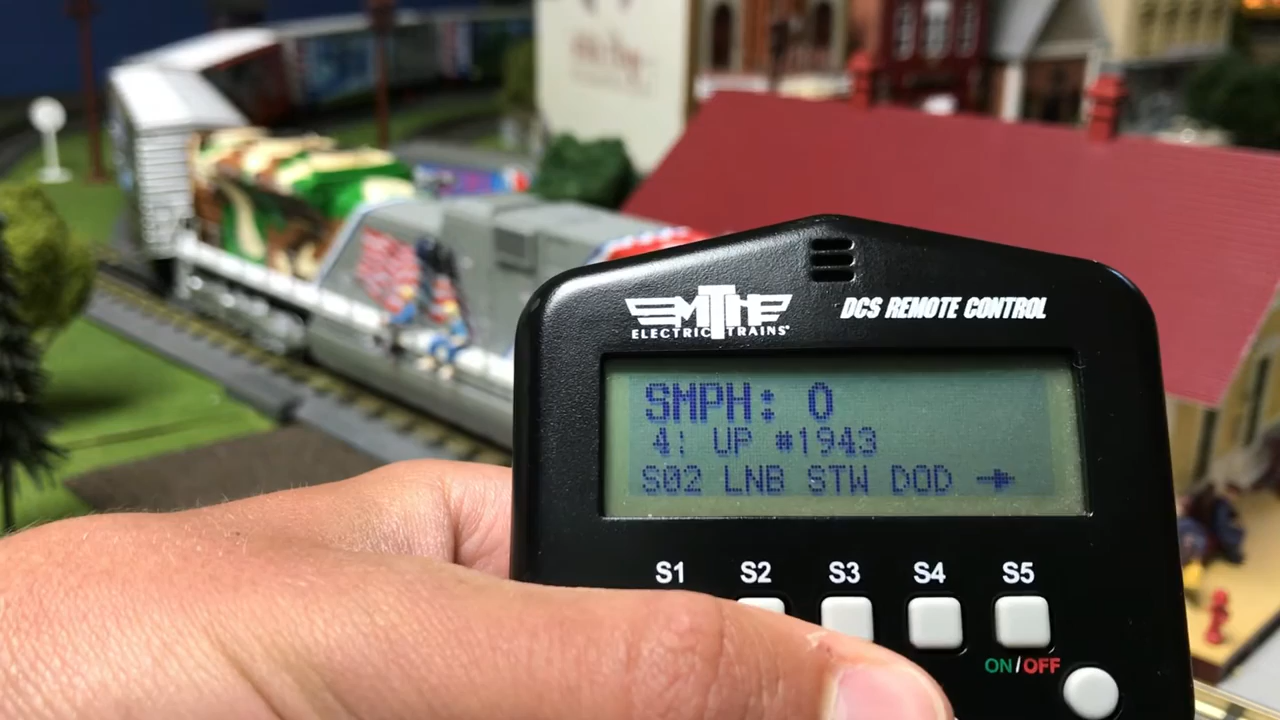 MTH
ELECTRIC TRAINS
DCS REMOTE CONTROL
SMPH: 0
4: UP #1943
S02 LNB STW DOD →
S1 S2 S3 S4 S5
ON/OFF